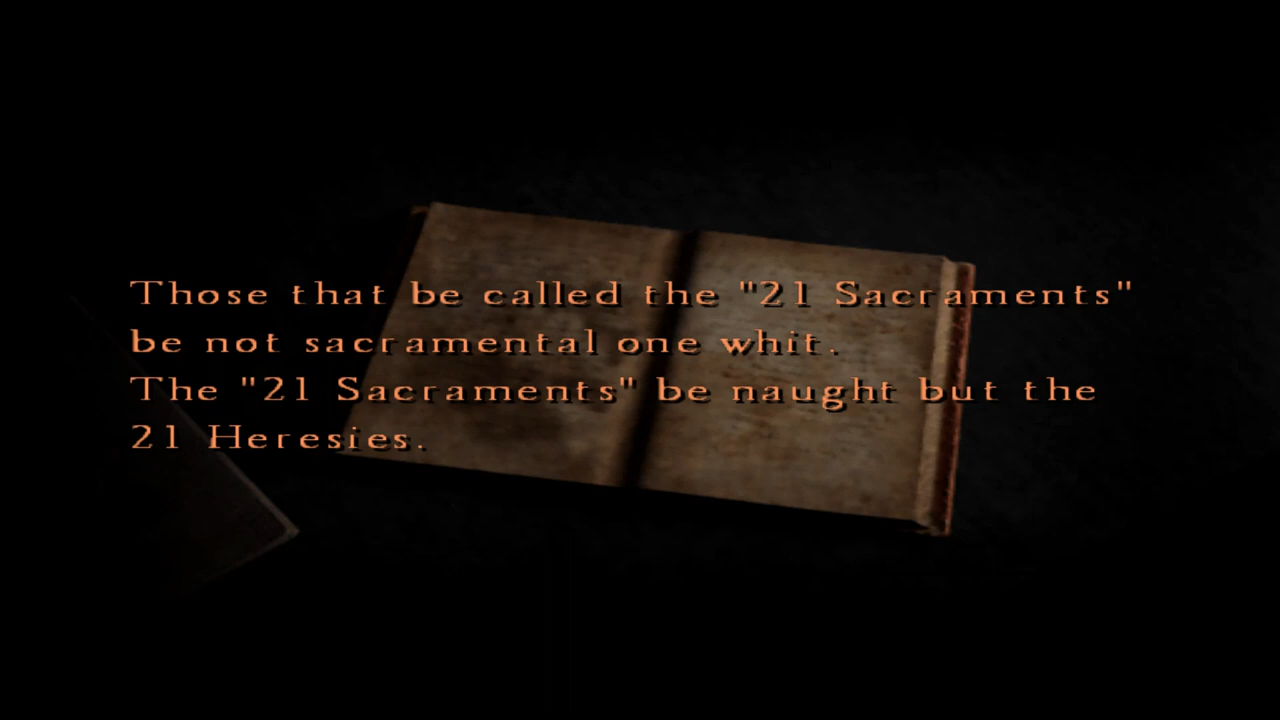 Those that be called the "21 Sacraments"
be not sacramental one whit.
The "21 Sacraments" be naught but the
21 Heresies.